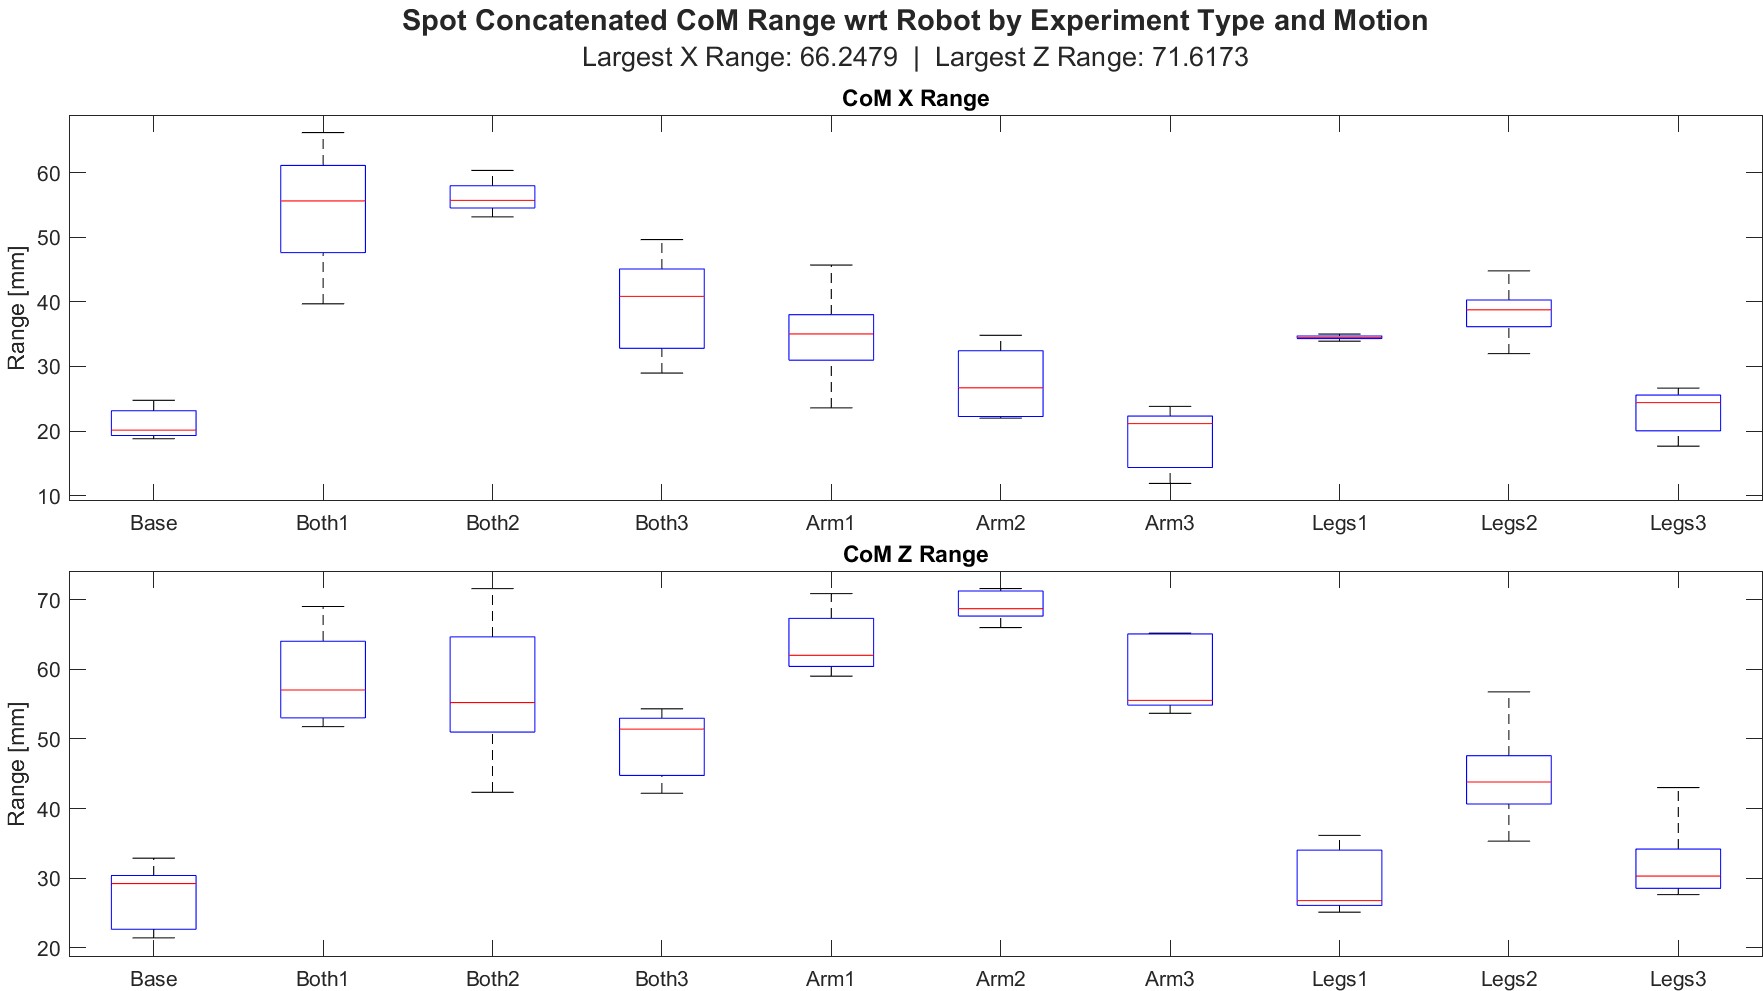 Spot Concatenated CoM Range wrt Robot by Experiment Type and Motion
Largest X Range: 66.2479 | Largest Z Range: 71.6173
CoM X Range
Range [mm]
60
50
40
30
20
10
Base Both1 Both2 Both3 Arm1 Arm2 Arm3 Legs1 Legs2 Legs3
CoM Z Range
Range [mm]
70
60
50
40
30
20
Base Both1 Both2 Both3 Arm1 Arm2 Arm3 Legs1 Legs2 Legs3